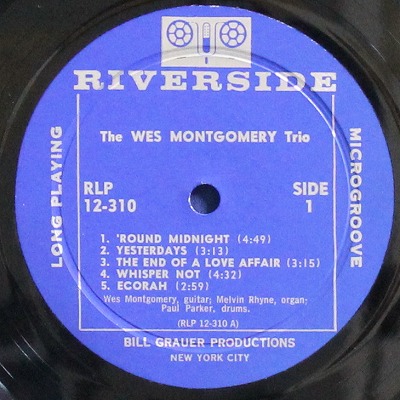 RIVERSIDE
The WES MONTGOMERY Trio
LONG PLAYING
MICROGROOVE
RLP
12-310
SIDE
1
1. 'ROUND MIDNIGHT (4:49)
2. YESTERDAYS (3:13)
3. THE END OF A LOVE AFFAIR (3:15)
4. WHISPER NOT (4:32)
5. ECORAH (2:59)
Wes Montgomery, guitar; Melvin Rhyne, organ;
Paul Parker, drums.
(RLP 12-310 A)
BILL GRAUER PRODUCTIONS
NEW YORK CITY